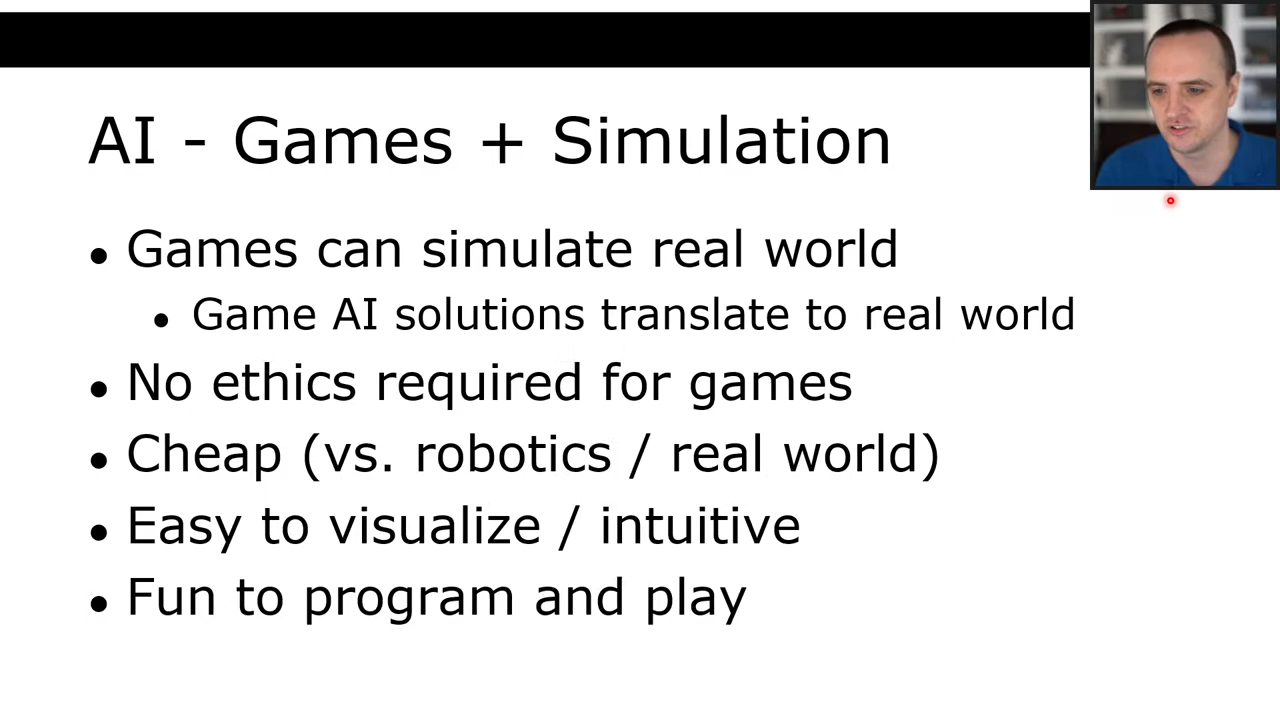 AI - Games + Simulation
● Games can simulate real world
● Game AI solutions translate to real world
● No ethics required for games
● Cheap (vs. robotics / real world)
● Easy to visualize / intuitive
● Fun to program and play